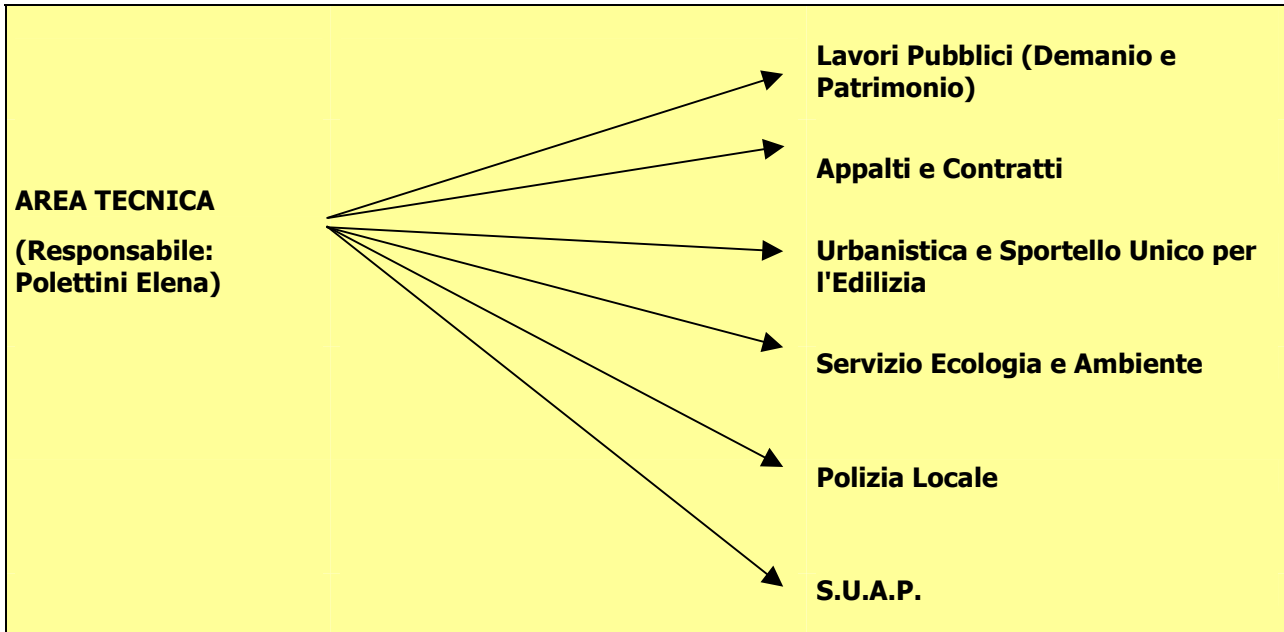 AREA TECNICA
(Responsabile:
Polettini Elena)
Lavori Pubblici (Demanio e
Patrimonio)
Appalti e Contratti
Urbanistica e Sportello Unico per
l'Edilizia
Servizio Ecologia e Ambiente
Polizia Locale
S.U.A.P.